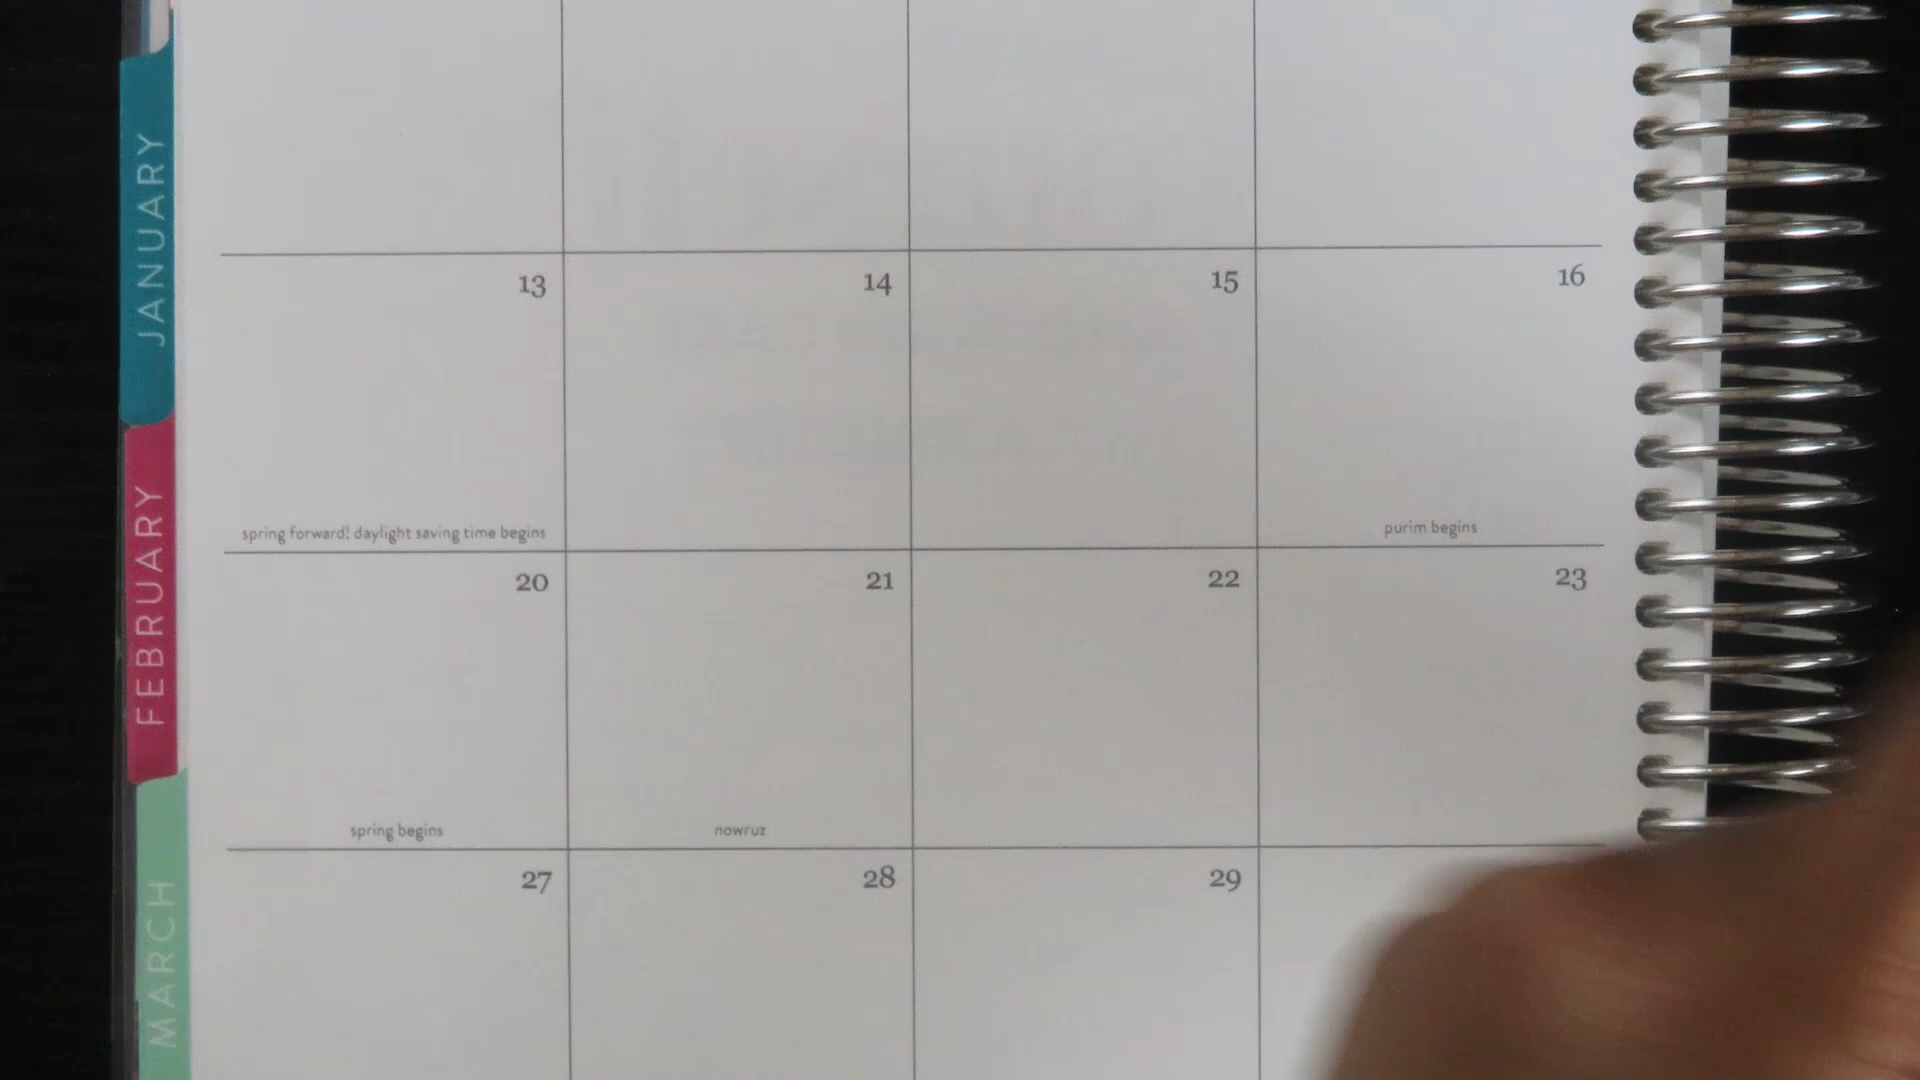 JANUARY
FEBRUARY
MARCH
13
14
15
16
spring forward! daylight saving time begins
purim begins
20
21
22
23
spring begins
nowruz
27
28
29